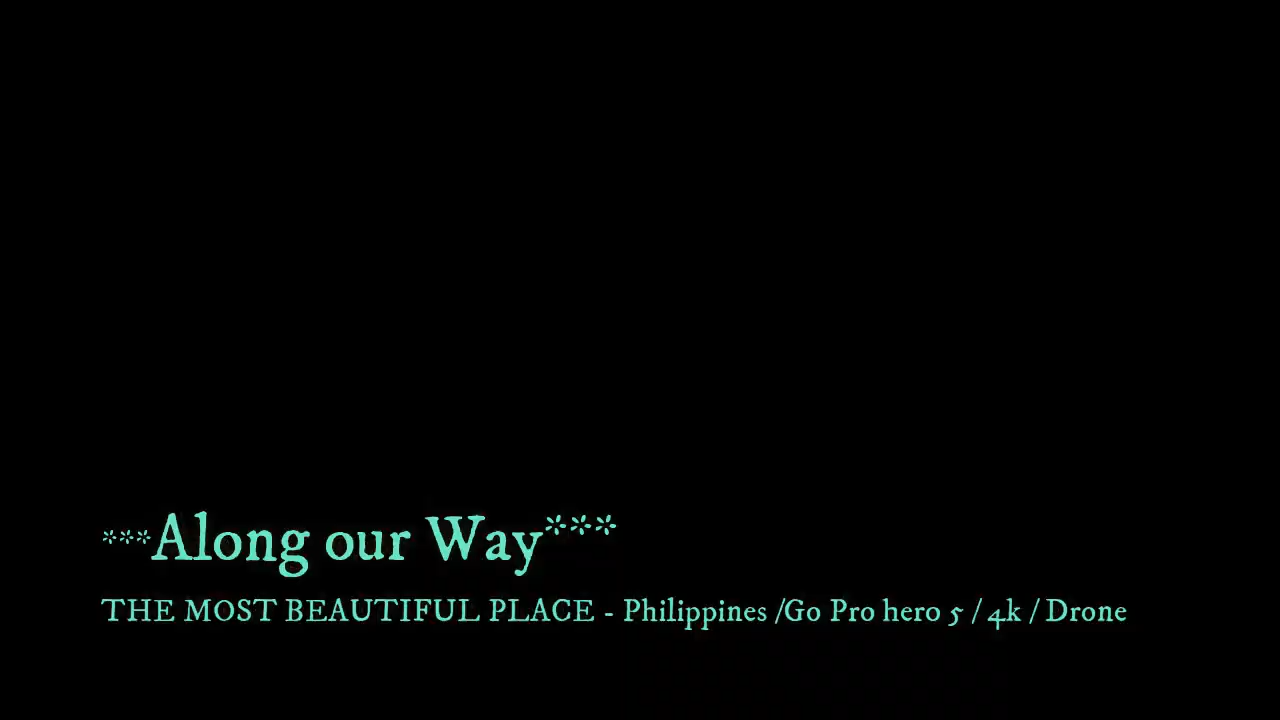 ***Along our Way***
THE MOST BEAUTIFUL PLACE - Philippines /Go Pro hero 5 / 4k / Drone